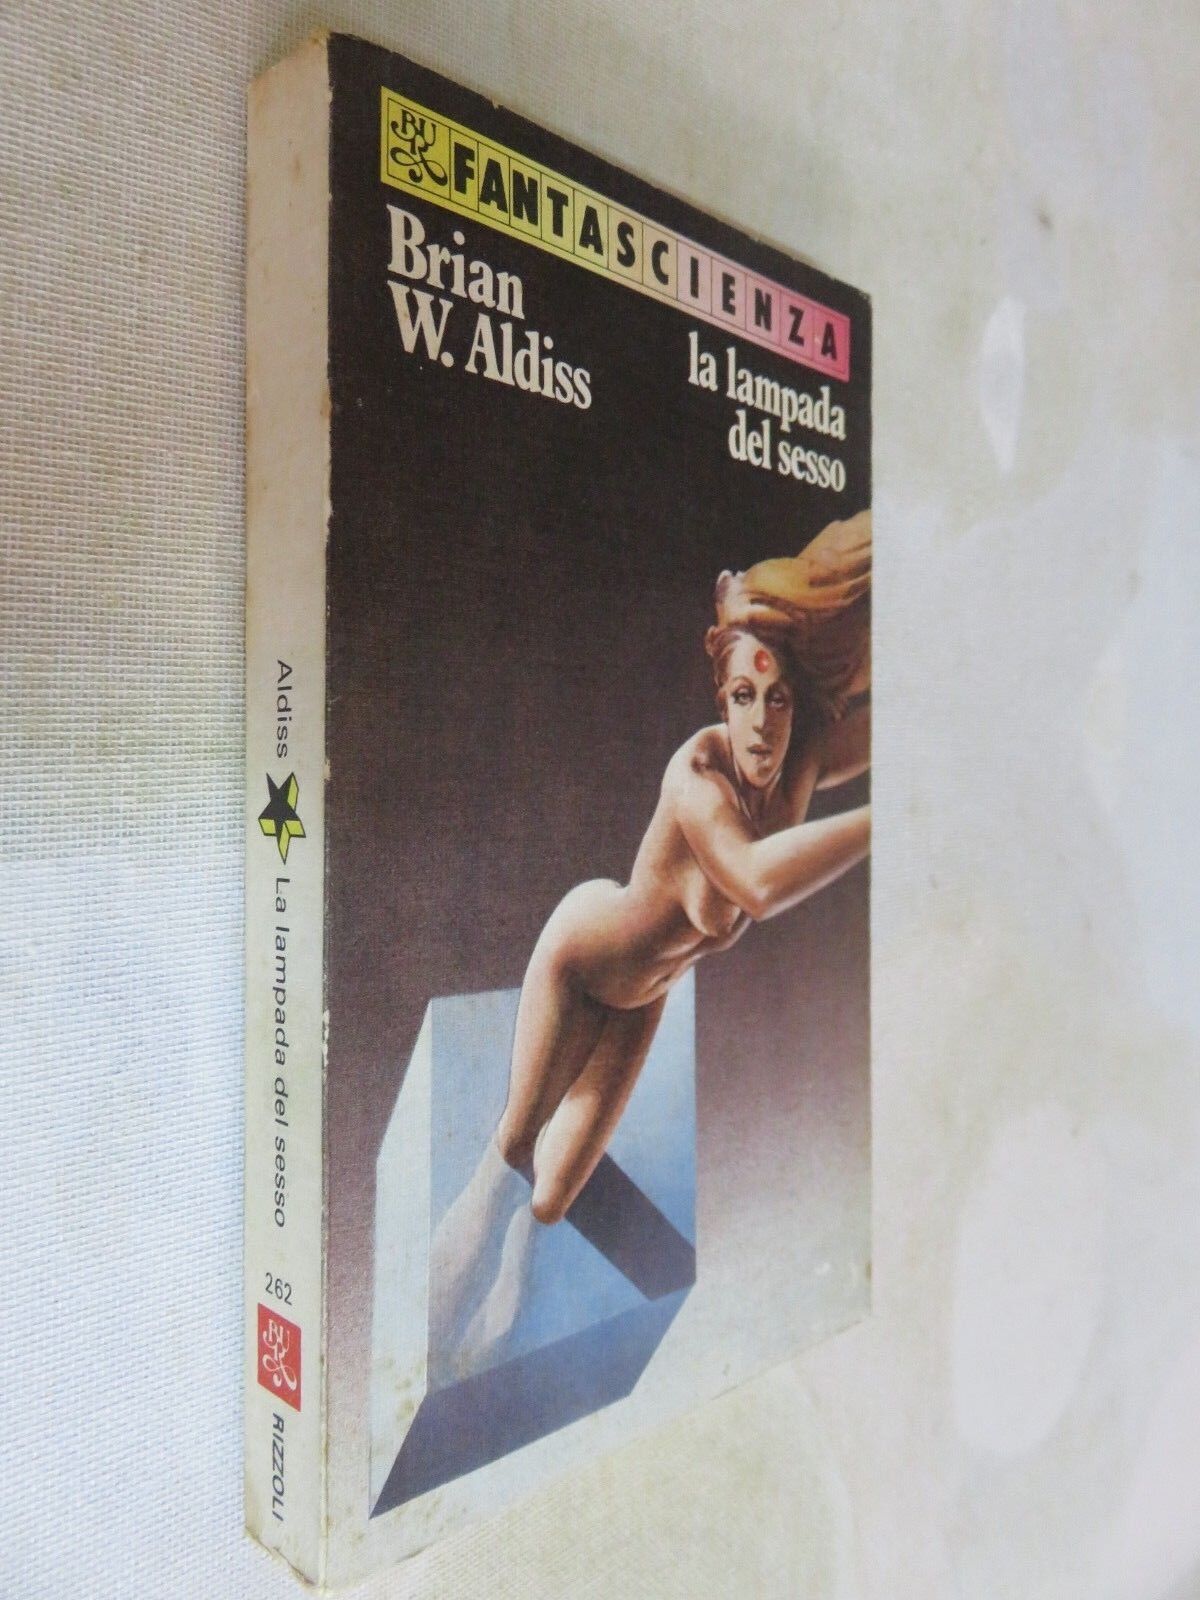 BUR
FANTASCIENZA
Brian
W. Aldiss
la lampada
del sesso
Aldiss
La lampada del sesso
262
BUR
RIZZOLI